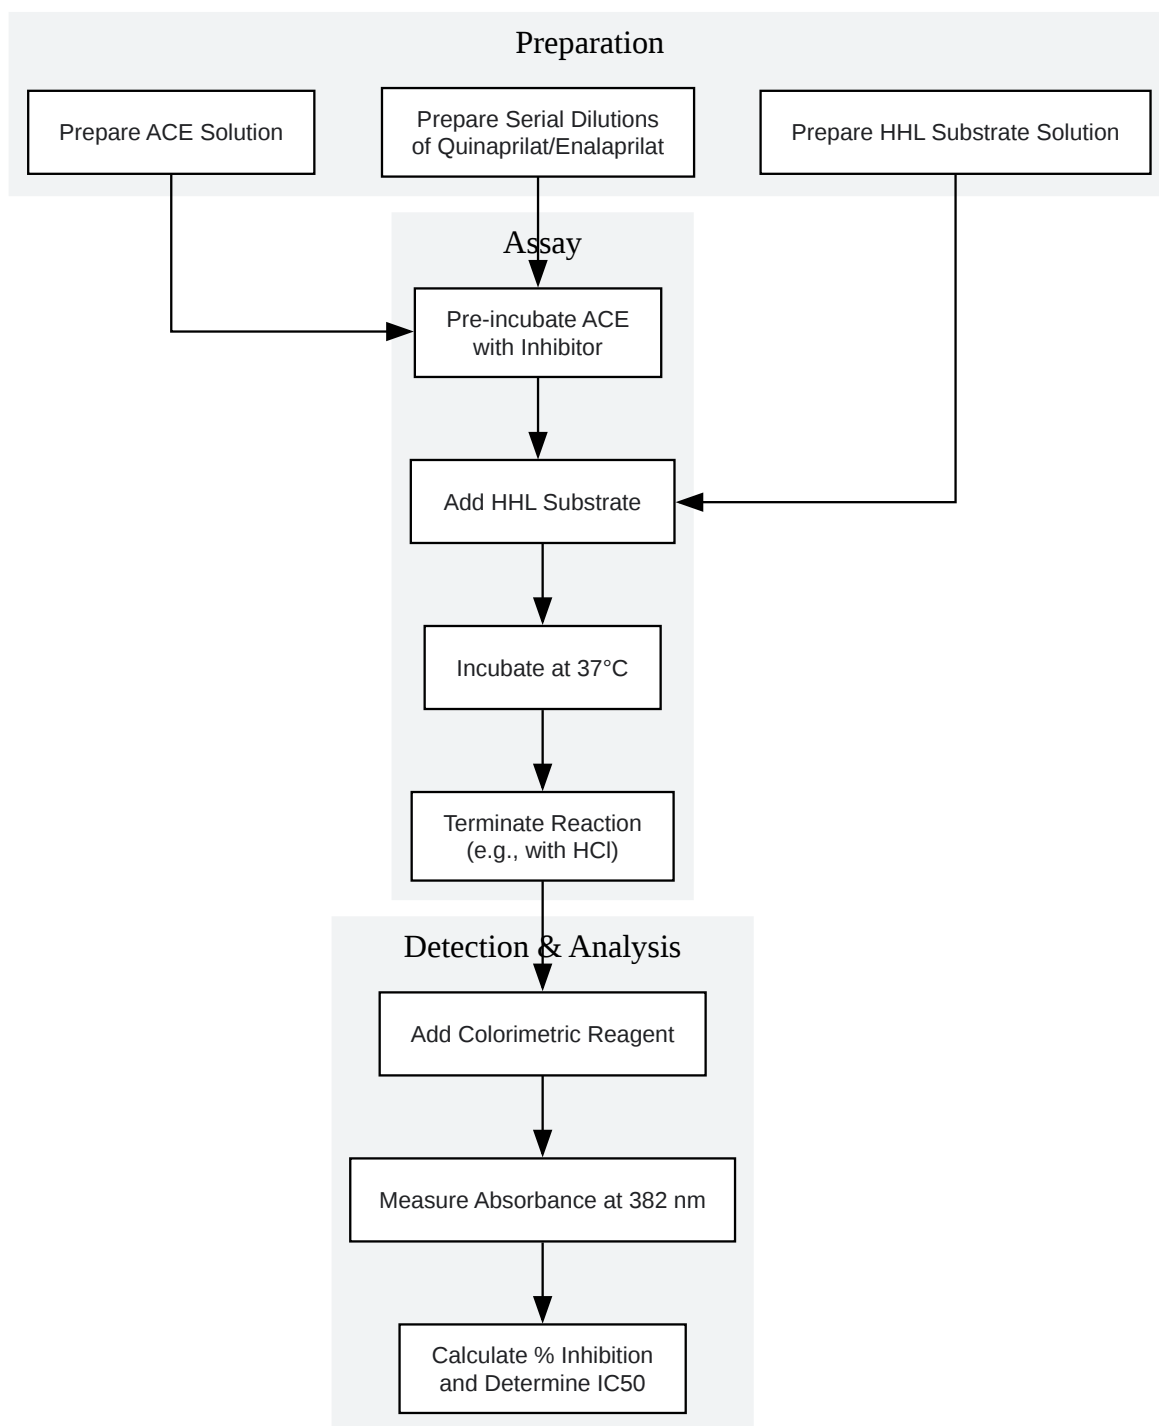 Preparation
Prepare ACE Solution
Prepare Serial Dilutions
of Quinaprilat/Enalaprilat
Prepare HHL Substrate Solution
Assay
Pre-incubate ACE
with Inhibitor
Add HHL Substrate
Incubate at 37°C
Terminate Reaction
(e.g., with HCl)
Detection & Analysis
Add Colorimetric Reagent
Measure Absorbance at 382 nm
Calculate % Inhibition
and Determine IC50